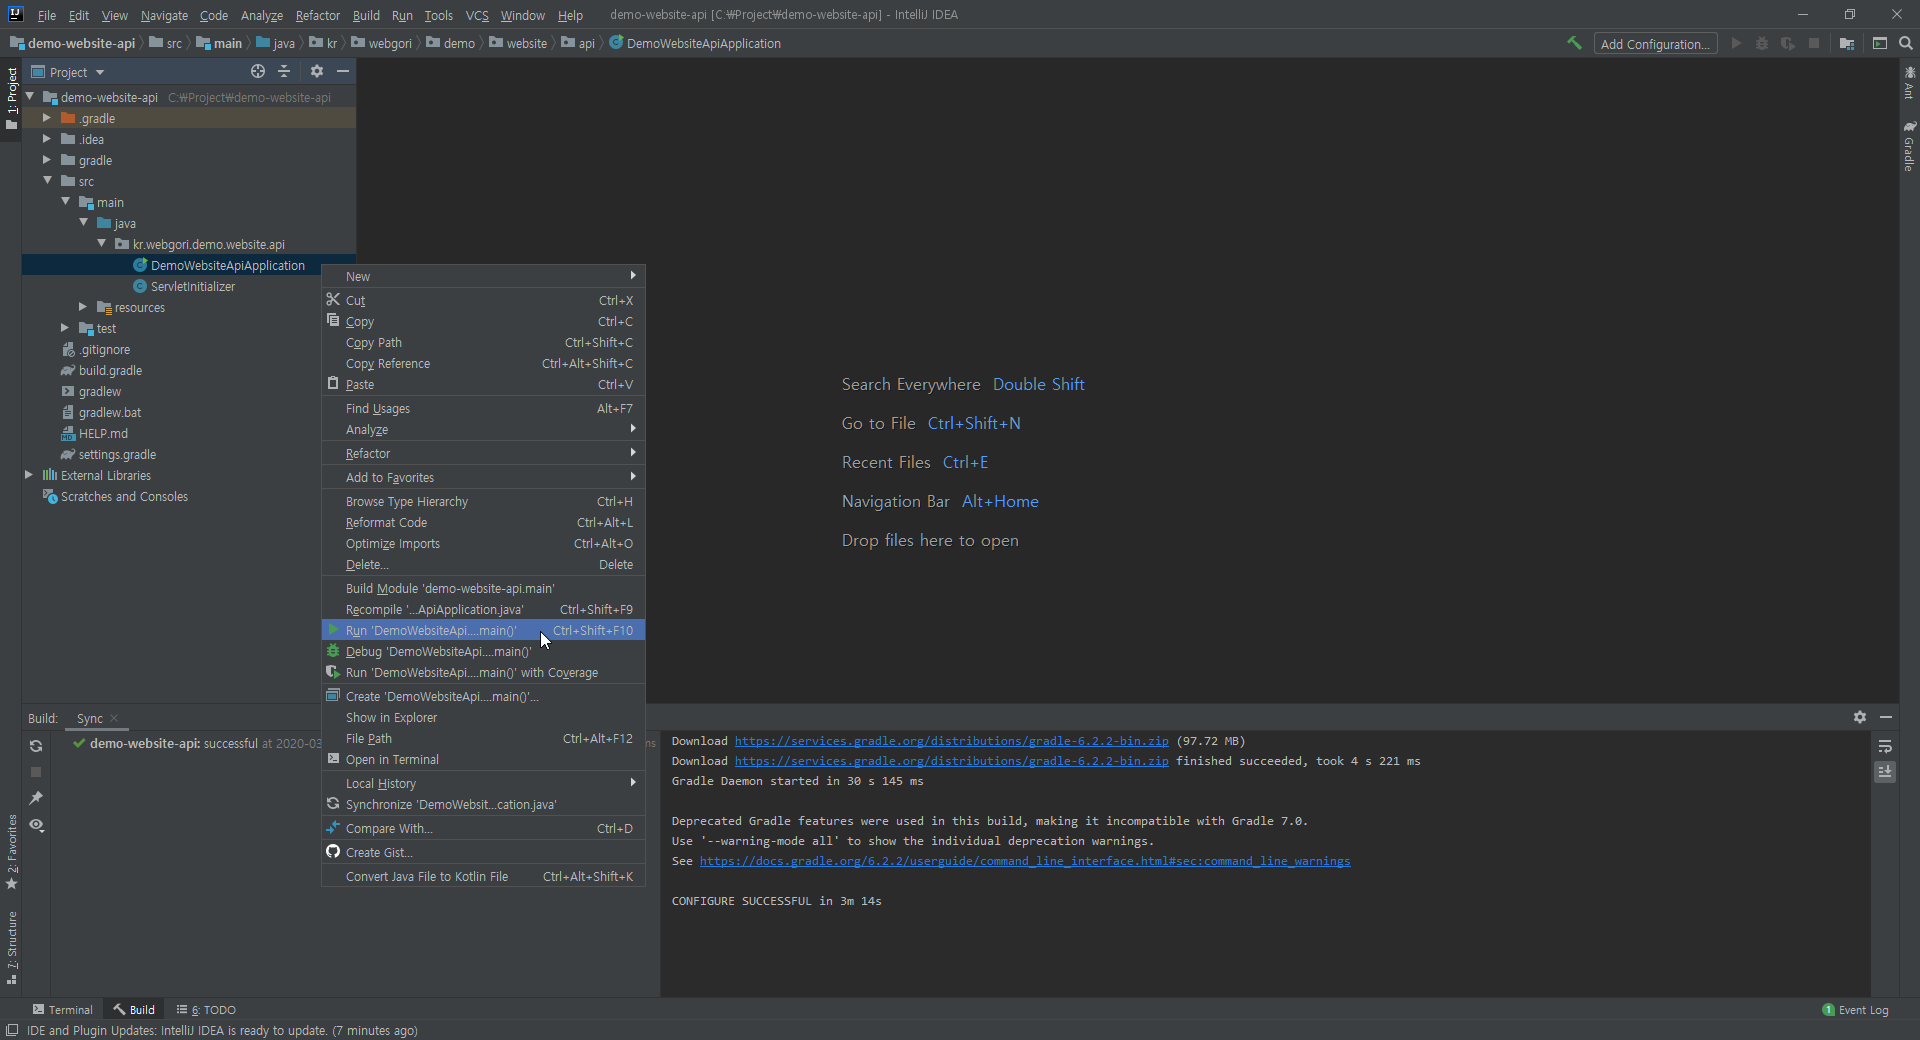 File Edit View Navigate Code Analyze Refactor Build Run Tools VCS Window Help demo-website-api [C:₩Project₩demo-website-api] - IntelliJ IDEA
demo-website-api src main java kr webgori demo website api DemoWebsiteApiApplication Add Configuration...
1: Project
Project
demo-website-api C:₩Project₩demo-website-api
.gradle
.idea
gradle
src
main
java
kr.webgori.demo.website.api
DemoWebsiteApiApplication
ServletInitializer
resources
test
.gitignore
build.gradle
gradlew
gradlew.bat
HELP.md
settings.gradle
External Libraries
Scratches and Consoles
New
Cut Ctrl+X
Copy Ctrl+C
Copy Path Ctrl+Shift+C
Copy Reference Ctrl+Alt+Shift+C
Paste Ctrl+V
Find Usages Alt+F7
Analyze
Refactor
Add to Favorites
Browse Type Hierarchy Ctrl+H
Reformat Code Ctrl+Alt+L
Optimize Imports Ctrl+Alt+O
Delete... Delete
Build Module 'demo-website-api.main'
Recompile '...ApiApplication.java' Ctrl+Shift+F9
Run 'DemoWebsiteApi....main()' Ctrl+Shift+F10
Debug 'DemoWebsiteApi....main()'
Run 'DemoWebsiteApi....main()' with Coverage
Create 'DemoWebsiteApi....main()'...
Show in Explorer
File Path Ctrl+Alt+F12
Open in Terminal
Local History
Synchronize 'DemoWebsit...cation.java'
Compare With... Ctrl+D
Create Gist...
Convert Java File to Kotlin File Ctrl+Alt+Shift+K
Search Everywhere Double Shift
Go to File Ctrl+Shift+N
Recent Files Ctrl+E
Navigation Bar Alt+Home
Drop files here to open
Ant
Gradle
Build: Sync
demo-website-api: successful at 2020-03 ms
Download https://services.gradle.org/distributions/gradle-6.2.2-bin.zip (97.72 MB)
Download https://services.gradle.org/distributions/gradle-6.2.2-bin.zip finished succeeded, took 4 s 221 ms
Gradle Daemon started in 30 s 145 ms
Deprecated Gradle features were used in this build, making it incompatible with Gradle 7.0.
Use '--warning-mode all' to show the individual deprecation warnings.
See https://docs.gradle.org/6.2.2/userguide/command_line_interface.html#sec:command_line_warnings
CONFIGURE SUCCESSFUL in 3m 14s
2: Favorites
7: Structure
Terminal Build 6: TODO 1 Event Log
IDE and Plugin Updates: IntelliJ IDEA is ready to update. (7 minutes ago)